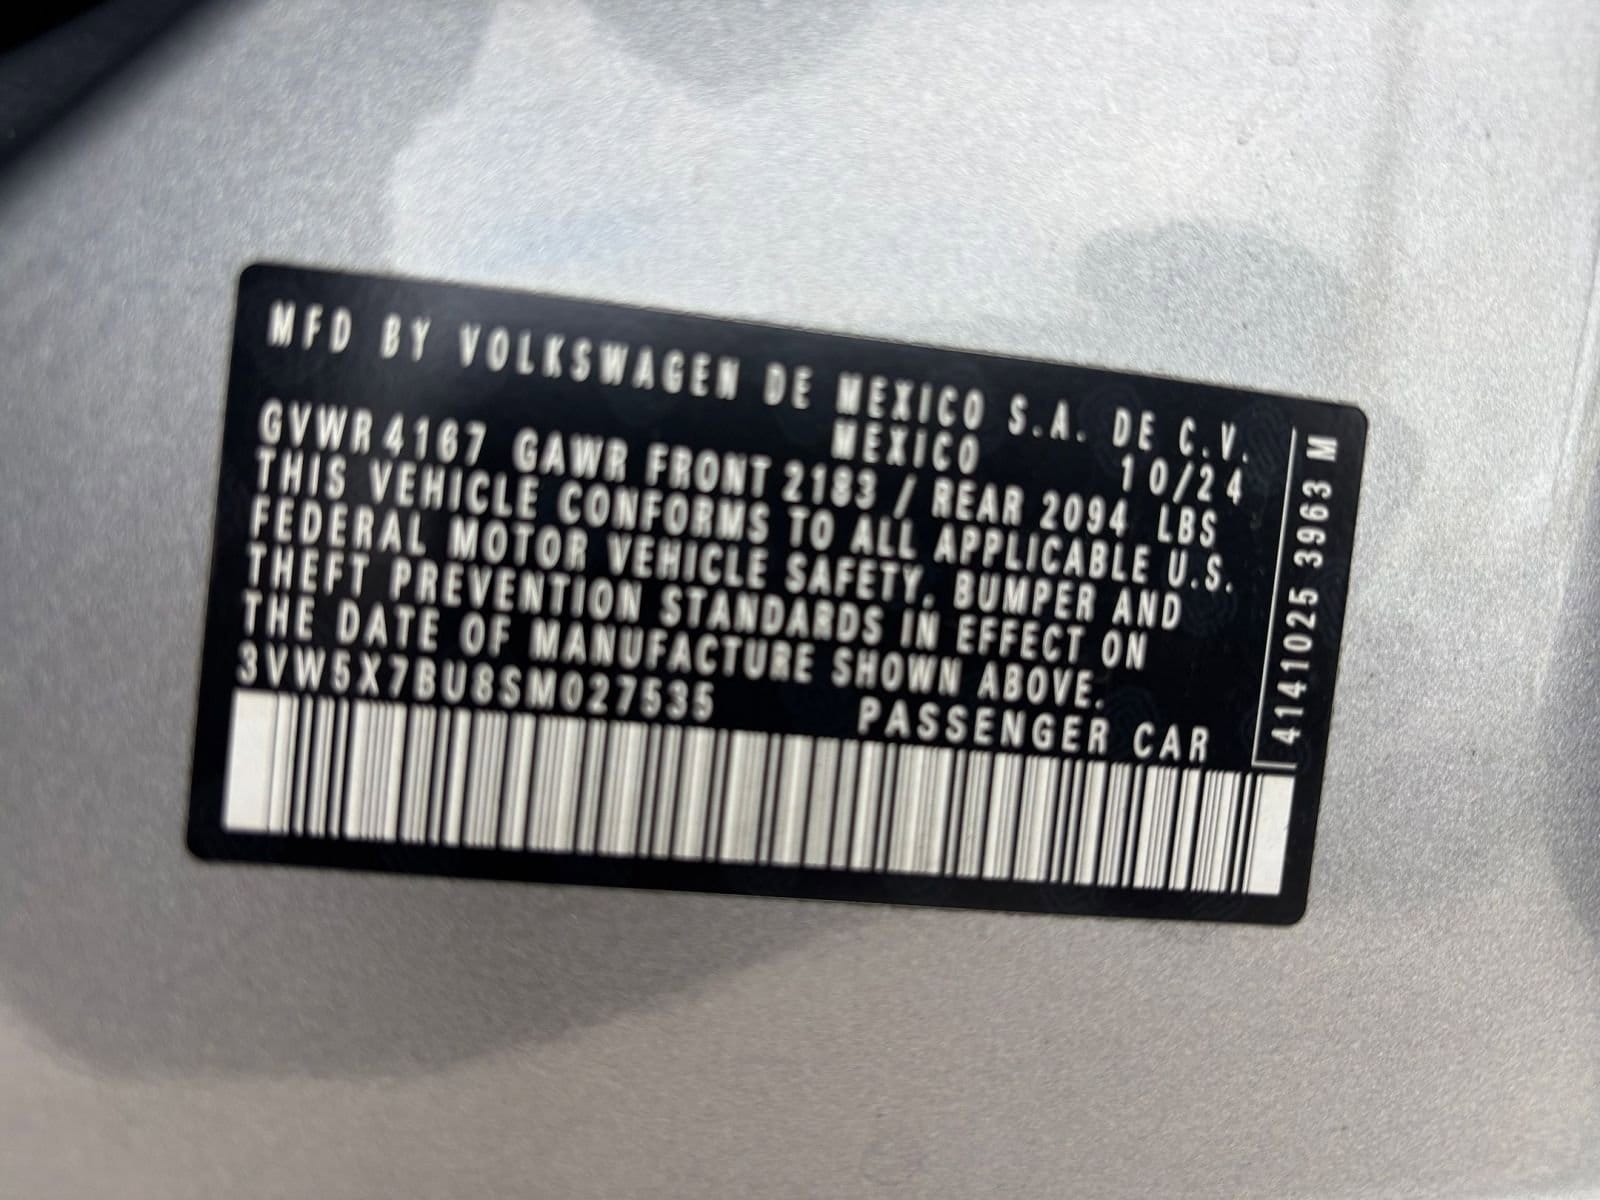 MFD BY VOLKSWAGEN DE MEXICO S.A. DE C.V.
MEXICO
10/24
GVWR 4167 GAWR FRONT 2183 / REAR 2094 LBS
THIS VEHICLE CONFORMS TO ALL APPLICABLE U.S.
FEDERAL MOTOR VEHICLE SAFETY, BUMPER AND
THEFT PREVENTION STANDARDS IN EFFECT ON
THE DATE OF MANUFACTURE SHOWN ABOVE.
3VW5X7BU8SM027535 PASSENGER CAR
4141025 3963 M